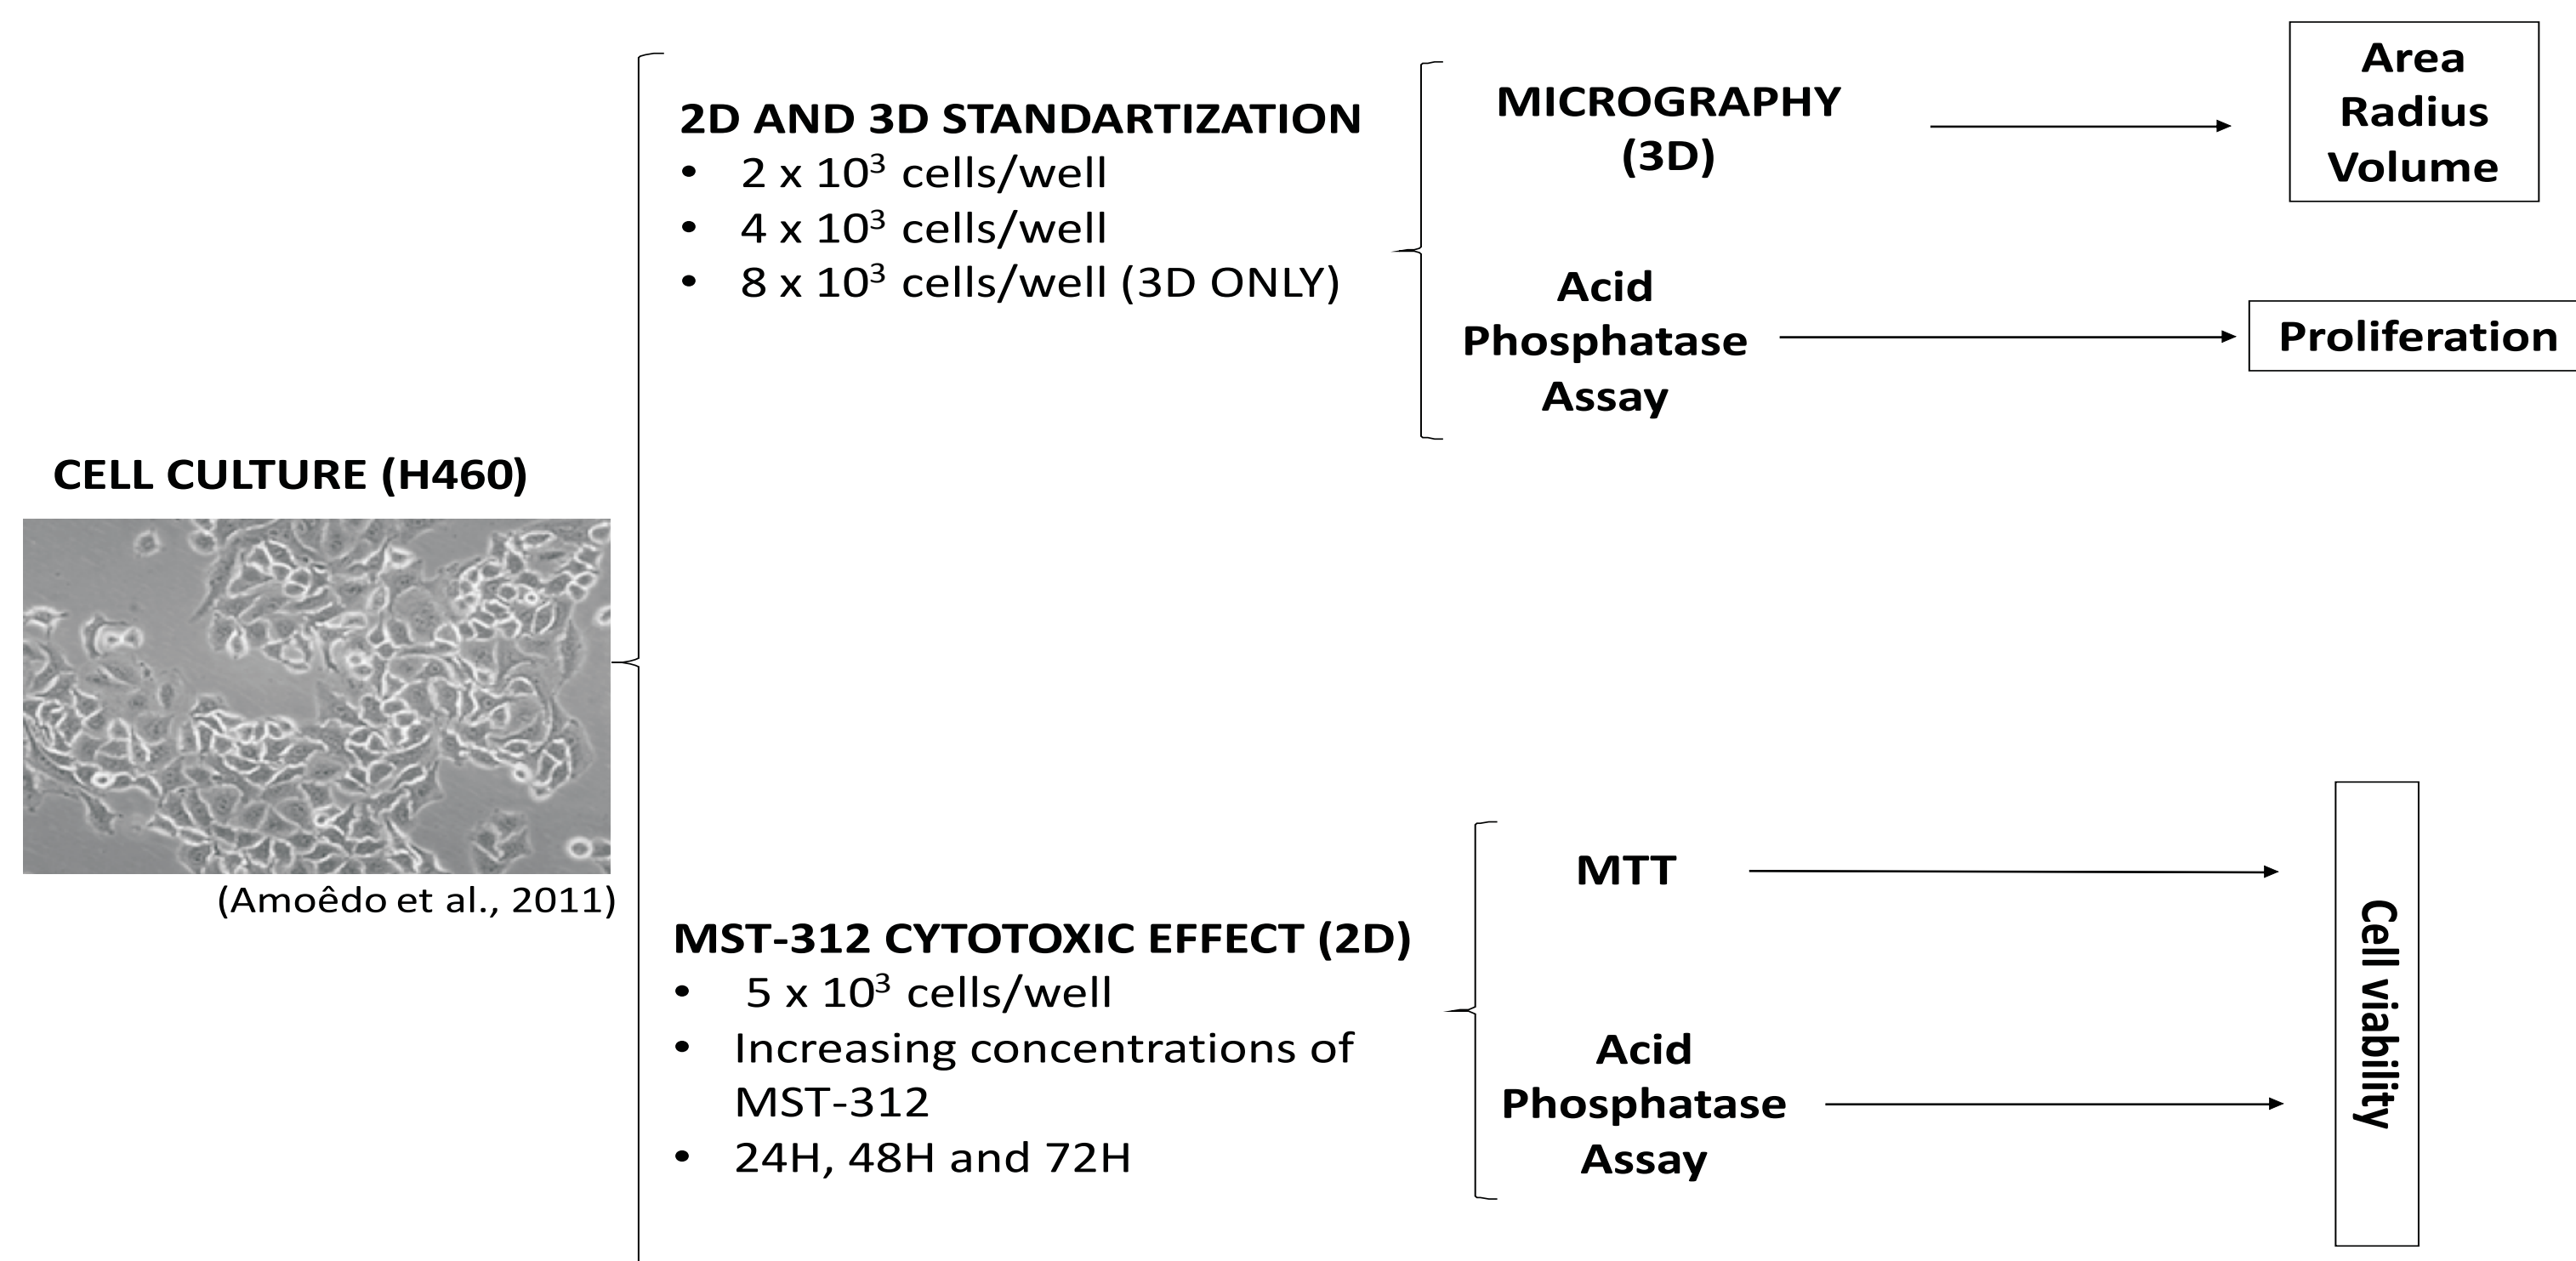 CELL CULTURE (H460)
(Amoêdo et al., 2011)
2D AND 3D STANDARTIZATION
• 2 x 10³ cells/well
• 4 x 10³ cells/well
• 8 x 10³ cells/well (3D ONLY)
MICROGRAPHY
(3D)
Area
Radius
Volume
Acid
Phosphatase
Assay
Proliferation
MST-312 CYTOTOXIC EFFECT (2D)
• 5 x 10³ cells/well
• Increasing concentrations of
MST-312
• 24H, 48H and 72H
MTT
Acid
Phosphatase
Assay
Cell viability